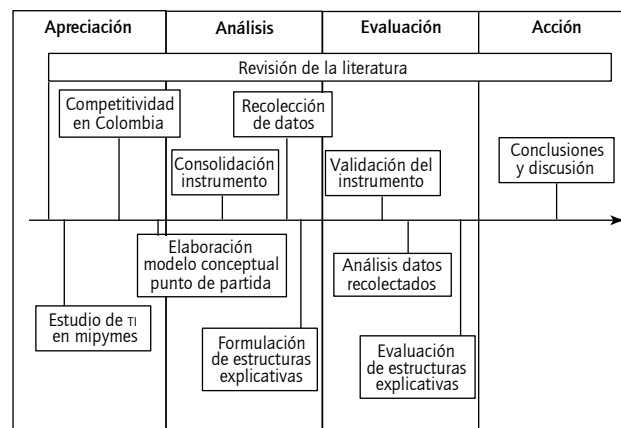 Apreciación
Análisis
Evaluación
Acción
Revisión de la literatura
Competitividad
en Colombia
Recolección
de datos
Consolidación
instrumento
Validación del
instrumento
Conclusiones
y discusión
Elaboración
modelo conceptual
punto de partida
Análisis datos
recolectados
Estudio de TI
en mipymes
Formulación
de estructuras
explicativas
Evaluación
de estructuras
explicativas